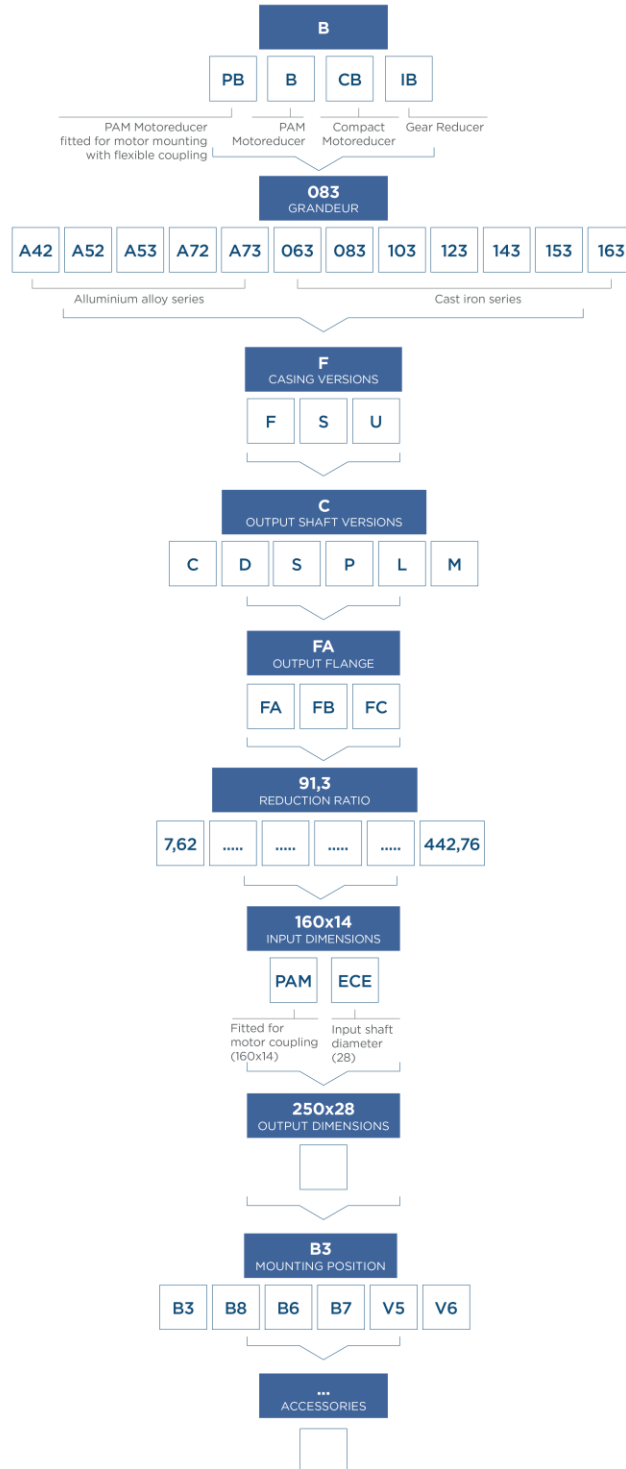 B
PB B CB IB
PAM Motoreducer
fitted for motor mounting
with flexible coupling
PAM
Motoreducer
Compact
Motoreducer
Gear Reducer
083
GRANDEUR
A42 A52 A53 A72 A73 063 083 103 123 143 153 163
Alluminium alloy series
Cast iron series
F
CASING VERSIONS
F S U
C
OUTPUT SHAFT VERSIONS
C D S P L M
FA
OUTPUT FLANGE
FA FB FC
91,3
REDUCTION RATIO
7,62 ..... ..... ..... ..... 442,76
160x14
INPUT DIMENSIONS
PAM ECE
Fitted for
motor coupling
(160x14)
Input shaft
diameter
(28)
250x28
OUTPUT DIMENSIONS
B3
MOUNTING POSITION
B3 B8 B6 B7 V5 V6
...
ACCESSORIES